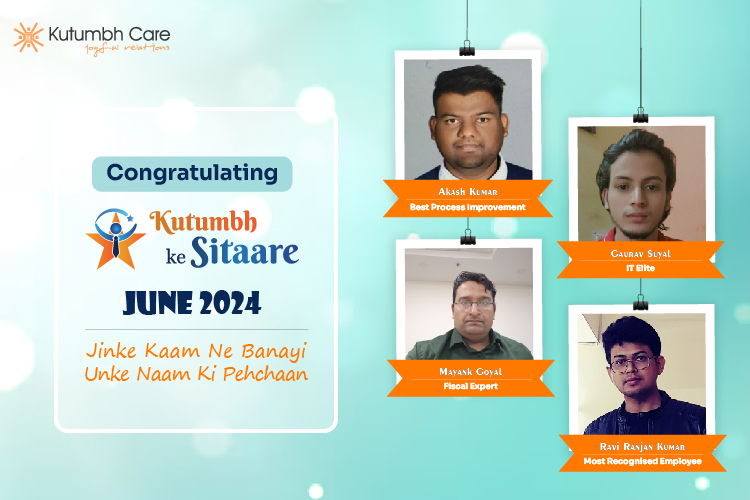 Kutumbh Care
joyful relations
Congratulating
Kutumbh
ke Sitaare
JUNE 2024
Jinke Kaam Ne Banayi
Unke Naam Ki Pehchaan
Akash Kumar
Best Process Improvement
Gaurav Suyal
IT Elite
Mayank Goyal
Fiscal Expert
Ravi Ranjan Kumar
Most Recognised Employee